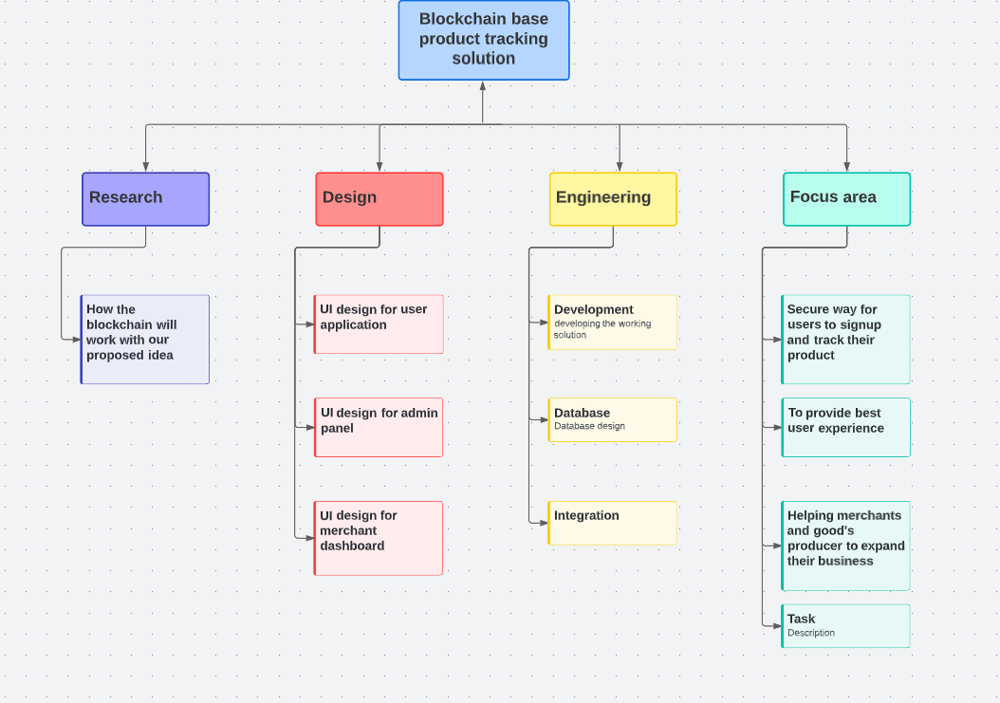 Blockchain base
product tracking
solution
Research
Design
Engineering
Focus area
How the
blockchain will
work with our
proposed idea
UI design for user
application
UI design for admin
panel
UI design for
merchant
dashboard
Development
developing the working
solution
Database
Database design
Integration
Secure way for
users to signup
and track their
product
To provide best
user experience
Helping merchants
and good's
producer to expand
their business
Task
Description